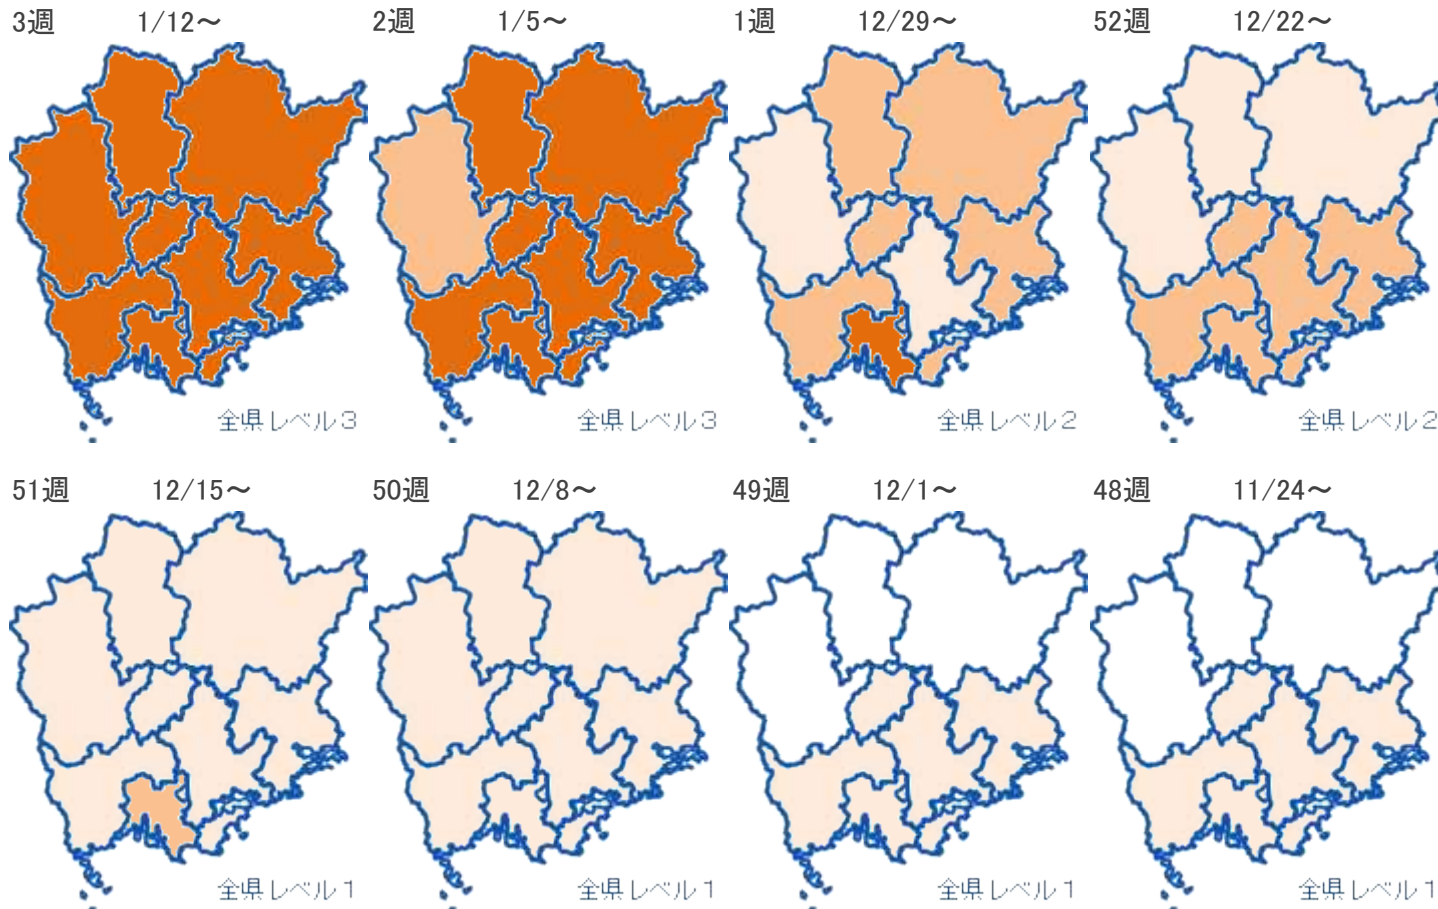 3週 1/12～
2週 1/5～
1週 12/29～
52週 12/22～
全県レベル３
全県レベル３
全県レベル２
全県レベル２
51週 12/15～
50週 12/8～
49週 12/1～
48週 11/24～
全県レベル１
全県レベル１
全県レベル１
全県レベル１